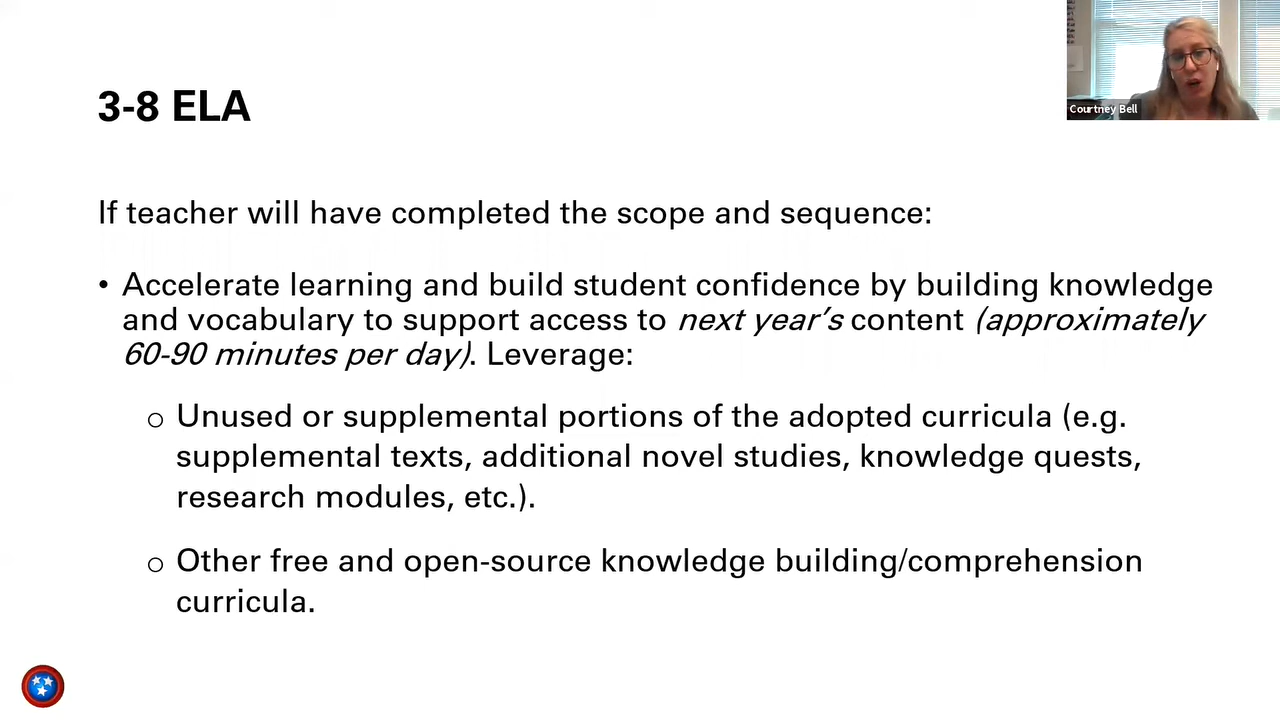 3-8 ELA
Courtney Bell
If teacher will have completed the scope and sequence:
• Accelerate learning and build student confidence by building knowledge
and vocabulary to support access to next year’s content (approximately
60-90 minutes per day). Leverage:
o Unused or supplemental portions of the adopted curricula (e.g.
supplemental texts, additional novel studies, knowledge quests,
research modules, etc.).
o Other free and open-source knowledge building/comprehension
curricula.